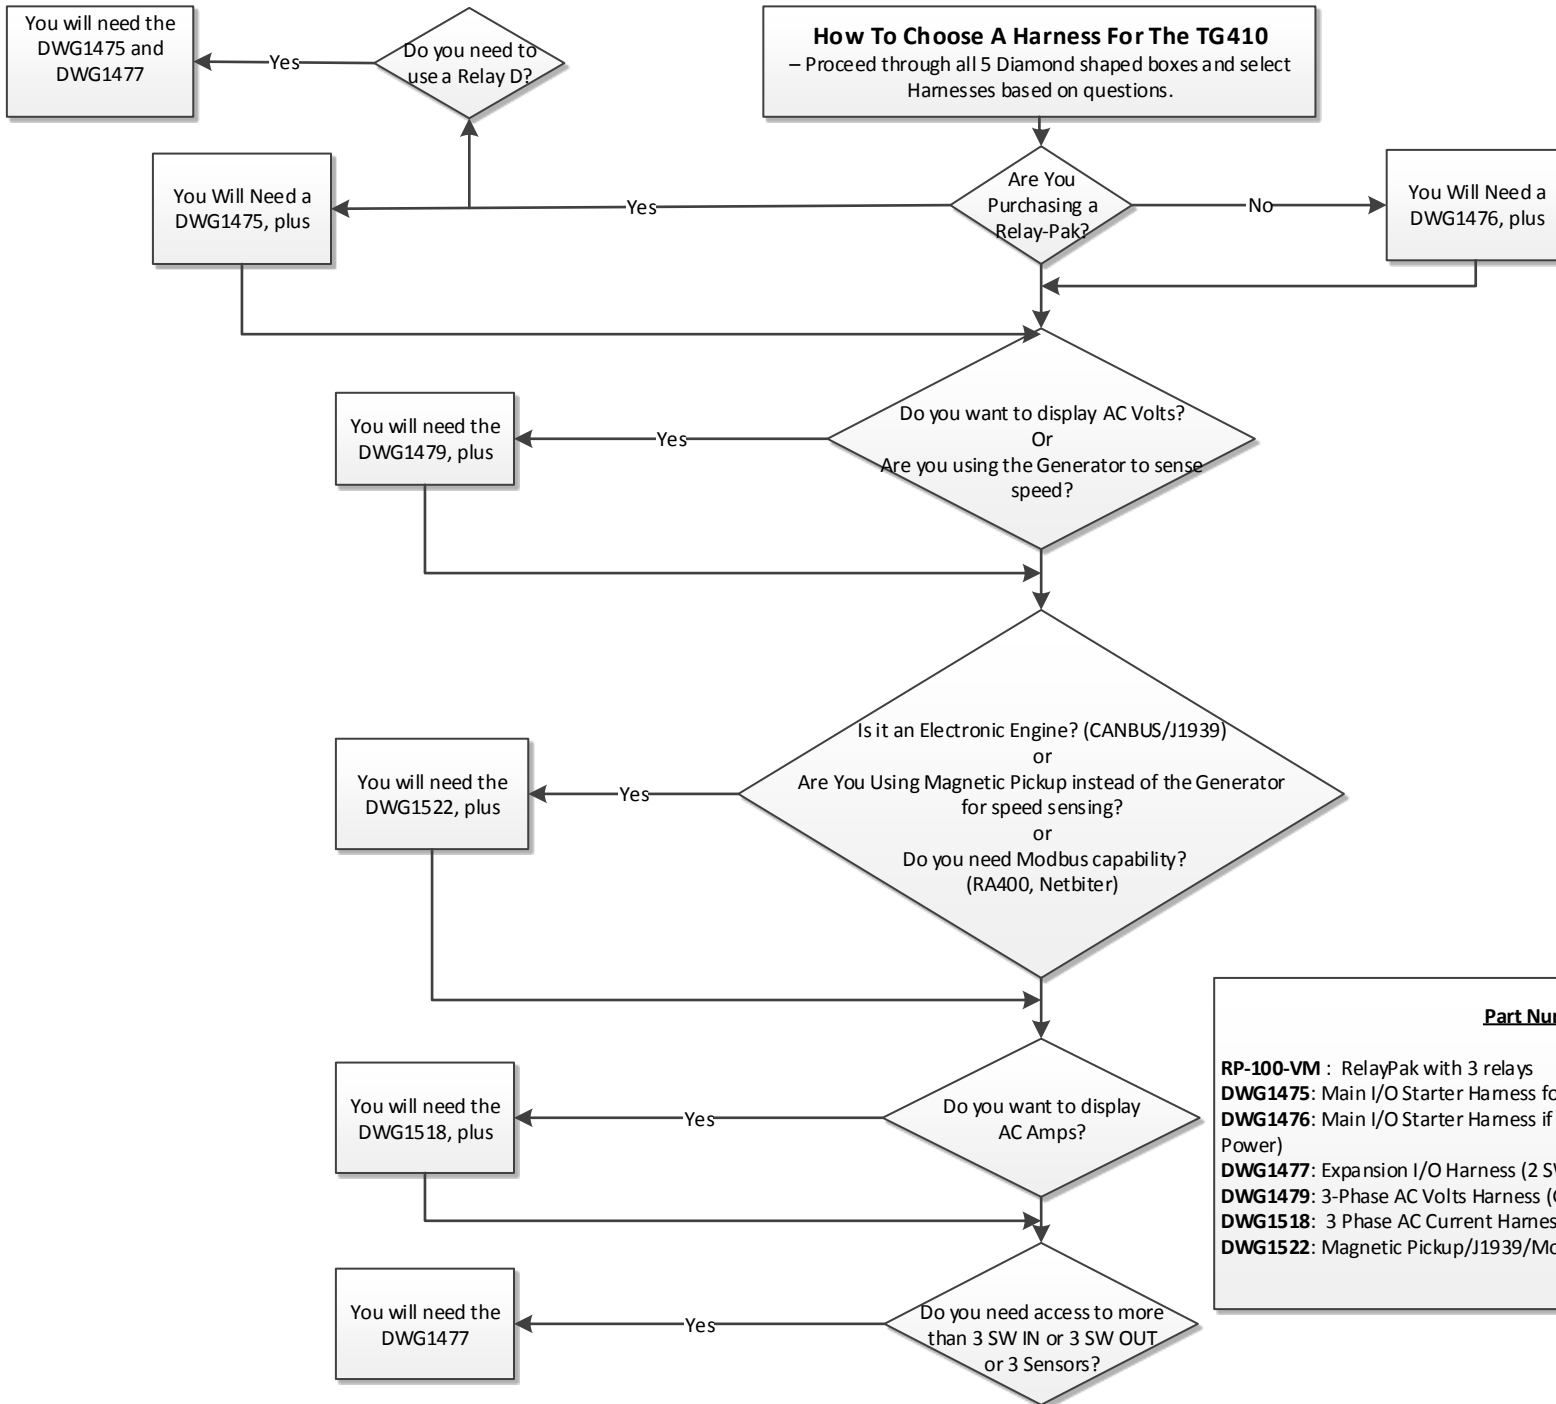 How To Choose A Harness For The TG410
– Proceed through all 5 Diamond shaped boxes and select
Harnesses based on questions.
You will need the
DWG1475 and
DWG1477
Yes
Do you need to
use a Relay D?
You Will Need a
DWG1475, plus
Yes
Are You
Purchasing a
Relay-Pak?
No
You Will Need a
DWG1476, plus
You will need the
DWG1479, plus
Yes
Do you want to display AC Volts?
Or
Are you using the Generator to sense
speed?
You will need the
DWG1522, plus
Yes
Is it an Electronic Engine? (CANBUS/J1939)
or
Are You Using Magnetic Pickup instead of the Generator
for speed sensing?
or
Do you need Modbus capability?
(RA400, Netbiter)
You will need the
DWG1518, plus
Yes
Do you want to display
AC Amps?
You will need the
DWG1477
Yes
Do you need access to more
than 3 SW IN or 3 SW OUT
or 3 Sensors?
Part
RP-100-VM : RelayPak with 3 relays
DWG1475: Main I/O Starter Harness
DWG1476: Main I/O Starter Harness if
Power)
DWG1477: Expansion I/O Harness (2
DWG1479: 3-Phase AC Volts Harness
DWG1518: 3 Phase AC Current
DWG1522: Magnetic Pickup/J1939/